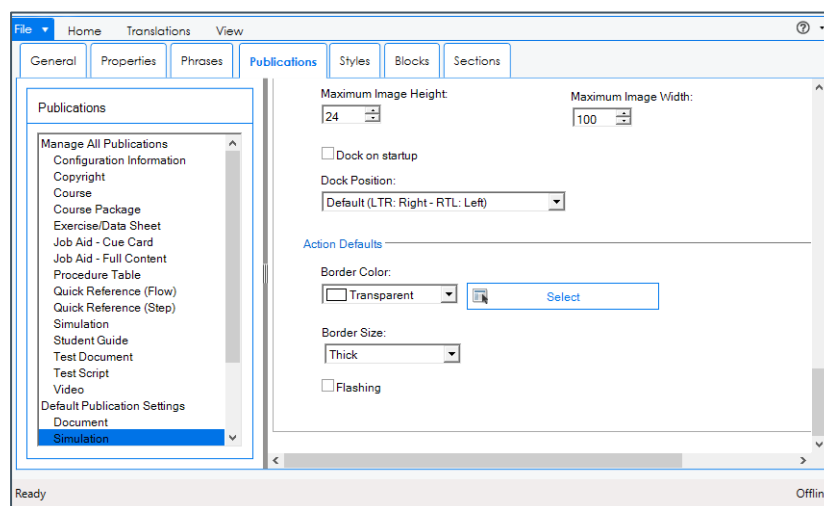 File Home Translations View
General Properties Phrases Publications Styles Blocks Sections
Publications
Manage All Publications
Configuration Information
Copyright
Course
Course Package
Exercise/Data Sheet
Job Aid - Cue Card
Job Aid - Full Content
Procedure Table
Quick Reference (Flow)
Quick Reference (Step)
Simulation
Student Guide
Test Document
Test Script
Video
Default Publication Settings
Document
Simulation
Maximum Image Height: Maximum Image Width:
24 100
Dock on startup
Dock Position:
Default (LTR: Right - RTL: Left)
Action Defaults
Border Color:
Transparent Select
Border Size:
Thick
Flashing
Ready Offlin